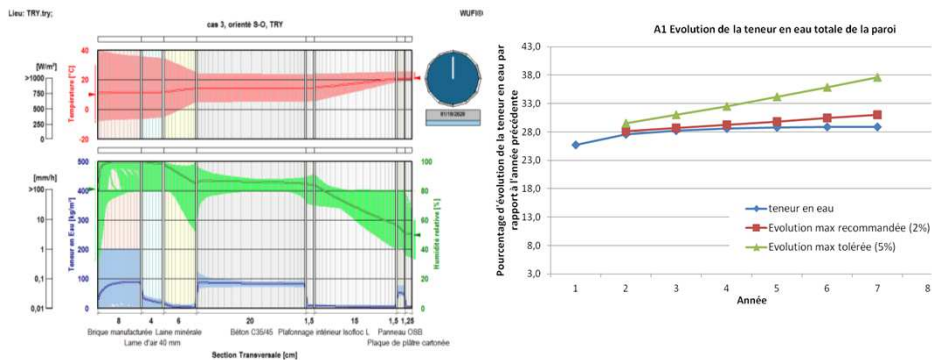 Lieu: TRY.try;
WUFI®
cas 3, orienté S-O, TRY
[W/m²]
>1000
750
500
250
100
0
Température [°C]
40
20
0
-20
01/10/2020
[mm/h]
>100
10
1
0,1
0,01
Teneur en Eau [kg/m³]
500
400
300
200
100
0
100
80
60
40
20
0
Humidité relative [%]
8 4 6 20 1,5 15 1,5 1,25
Brique manufacturée Laine minérale Béton C35/45 Plafonnage intérieur Isofloc L Panneau OSB
Lame d'air 40 mm Plaque de plâtre cartonée
Section Transversale [cm]
A1 Evolution de la teneur en eau totale de la paroi
Pourcentage d'évolution de la teneur en eau par rapport à l'année précédente
43,0
38,0
33,0
28,0
23,0
18,0
13,0
8,0
3,0
teneur en eau
Evolution max recommandée (2%)
Evolution max tolérée (5%)
1 2 3 4 5 6 7 8
Année